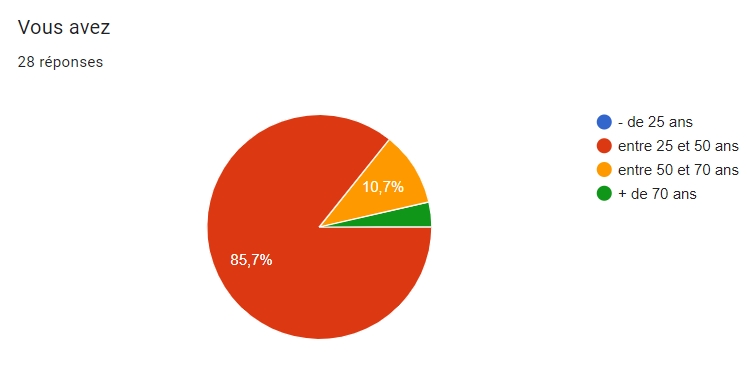 Vous avez
28 réponses
- de 25 ans
entre 25 et 50 ans
entre 50 et 70 ans
+ de 70 ans
10,7%
85,7%